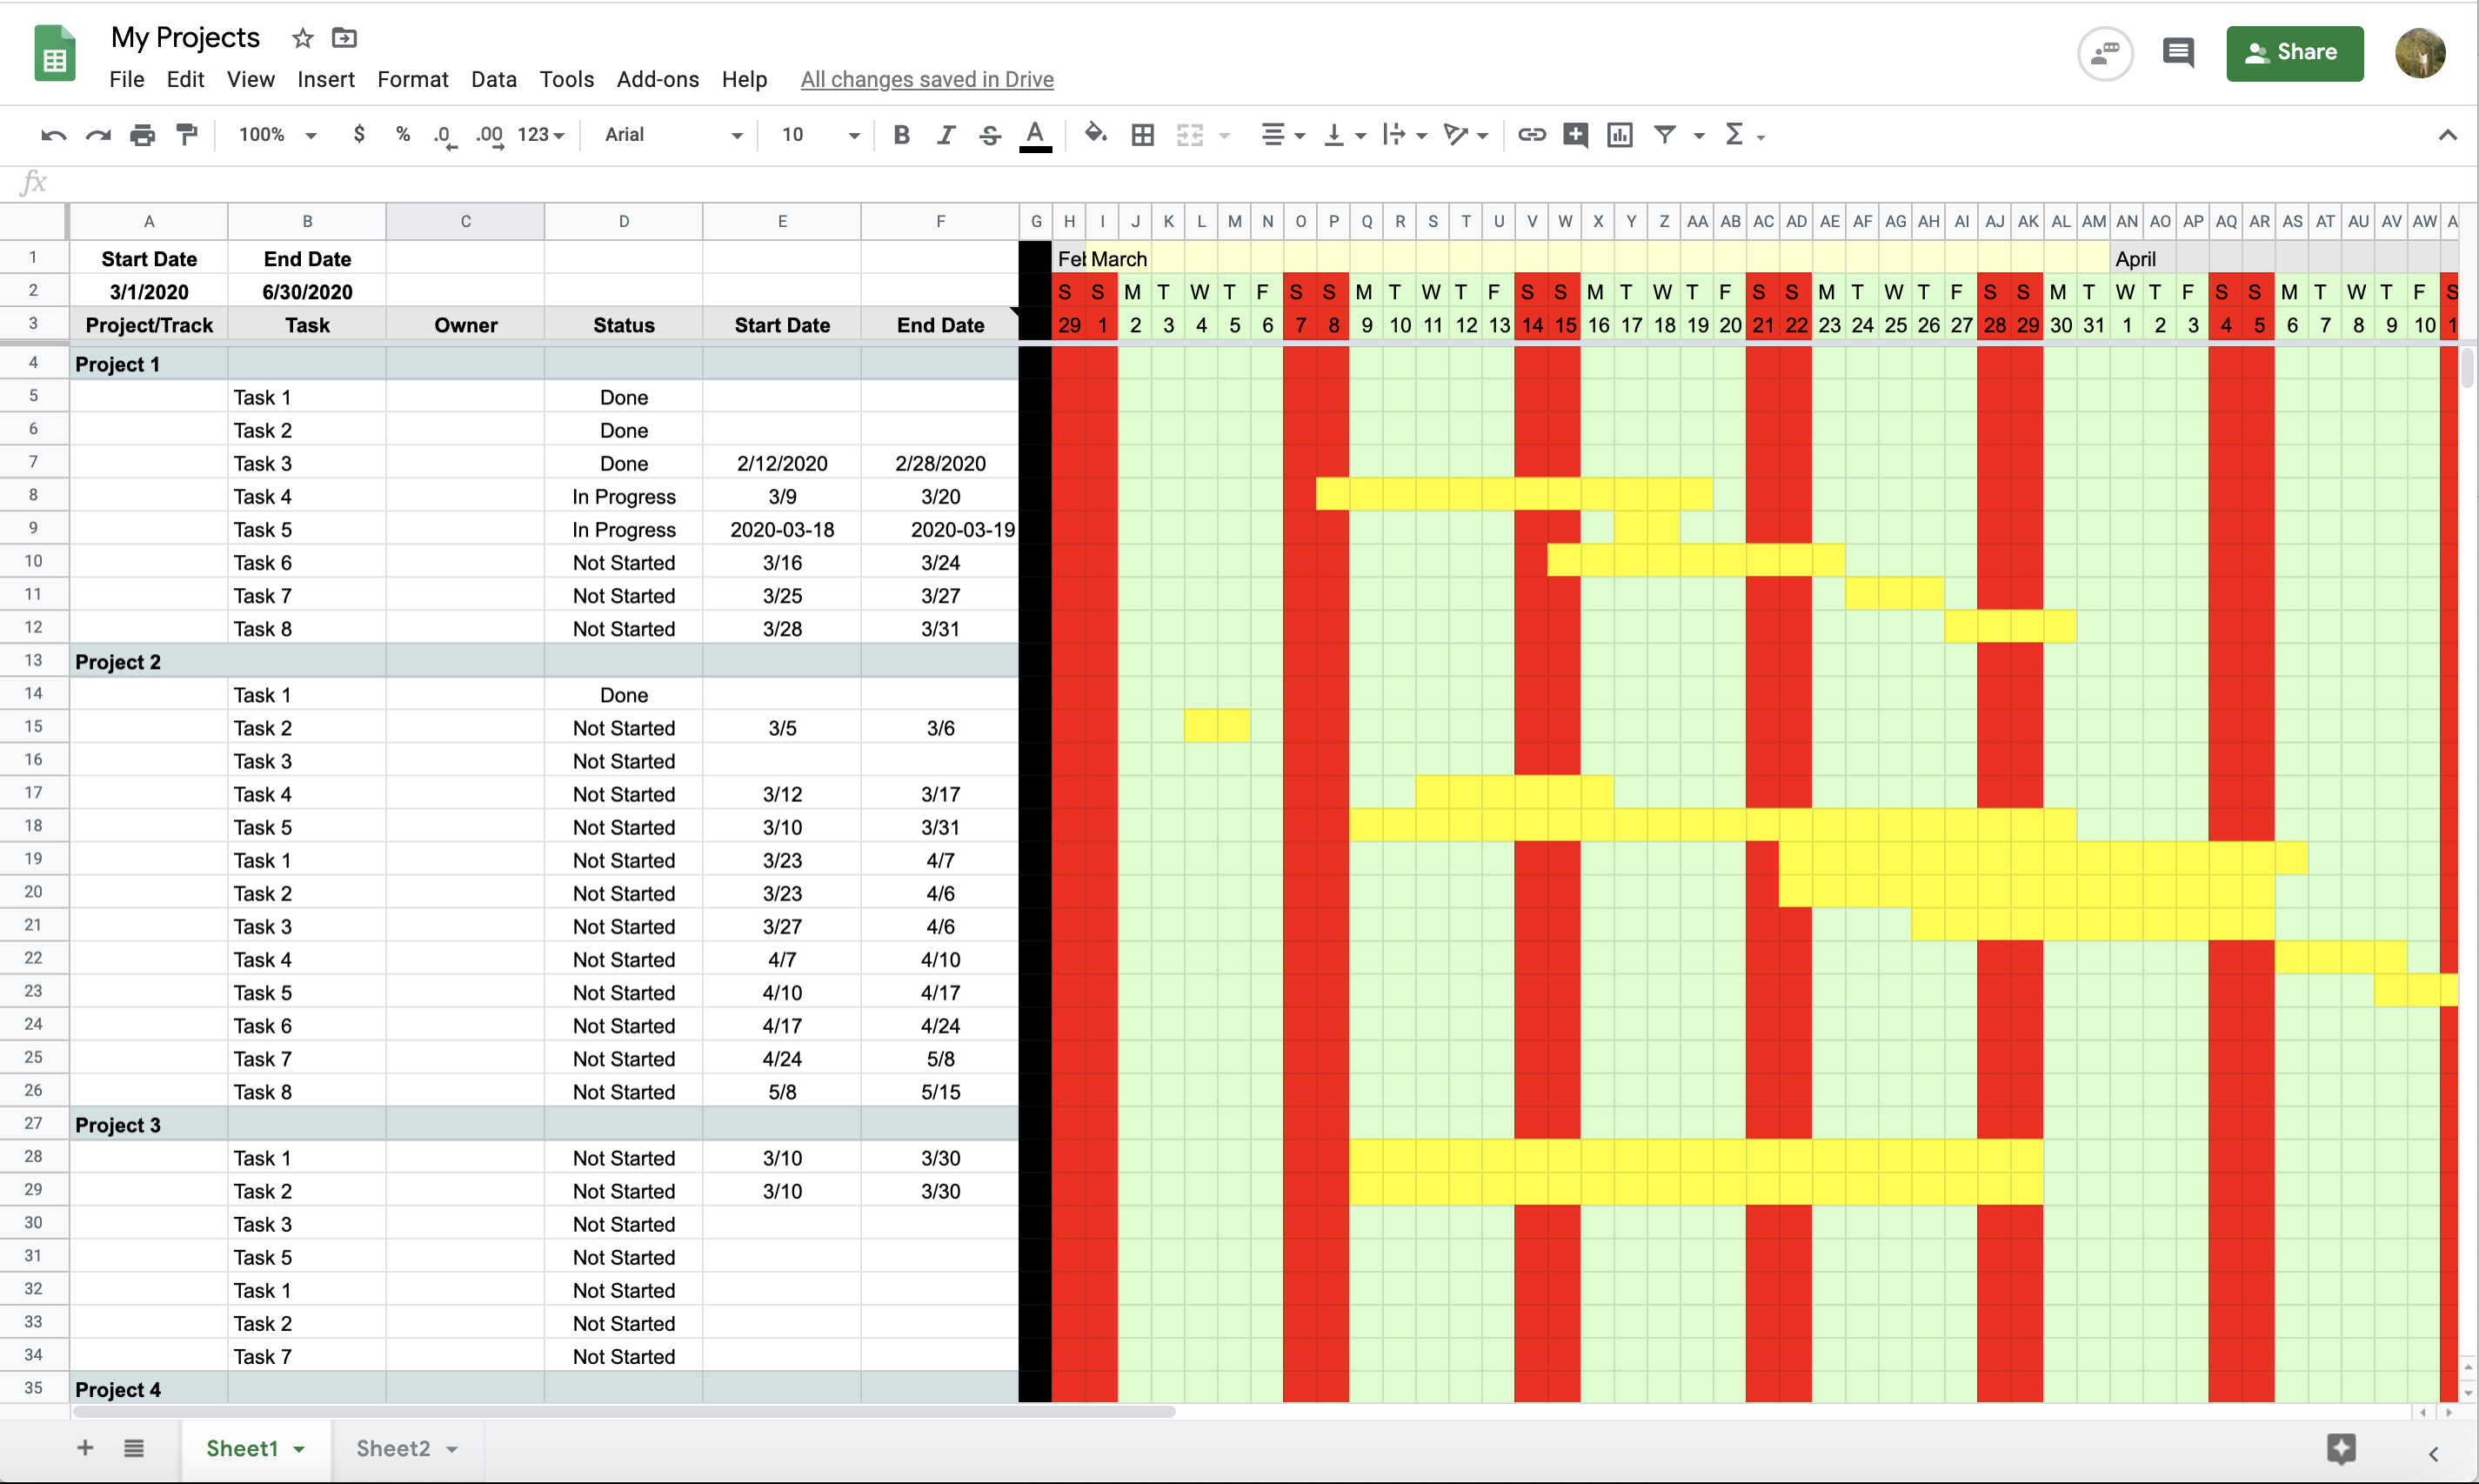 My Projects
File Edit View Insert Format Data Tools Add-ons Help All changes saved in Drive
Share
100% $ % .0 .00 123 Arial 10 B I S A Σ
fx
A B C D E F G H I J K L M N O P Q R S T U V W X Y Z AA AB AC AD AE AF AG AH AI AJ AK AL AM AN AO AP AQ AR AS AT AU AV AW A
1 Start Date End Date Feb March April
2 3/1/2020 6/30/2020 S S M T W T F S S M T W T F S S M T W T F S S M T W T F S S M T W T F S S M T W T F S
3 Project/Track Task Owner Status Start Date End Date 29 1 2 3 4 5 6 7 8 9 10 11 12 13 14 15 16 17 18 19 20 21 22 23 24 25 26 27 28 29 30 31 1 2 3 4 5 6 7 8 9 10 1
4 Project 1
5 Task 1 Done
6 Task 2 Done
7 Task 3 Done 2/12/2020 2/28/2020
8 Task 4 In Progress 3/9 3/20
9 Task 5 In Progress 2020-03-18 2020-03-19
10 Task 6 Not Started 3/16 3/24
11 Task 7 Not Started 3/25 3/27
12 Task 8 Not Started 3/28 3/31
13 Project 2
14 Task 1 Done
15 Task 2 Not Started 3/5 3/6
16 Task 3 Not Started
17 Task 4 Not Started 3/12 3/17
18 Task 5 Not Started 3/10 3/31
19 Task 1 Not Started 3/23 4/7
20 Task 2 Not Started 3/23 4/6
21 Task 3 Not Started 3/27 4/6
22 Task 4 Not Started 4/7 4/10
23 Task 5 Not Started 4/10 4/17
24 Task 6 Not Started 4/17 4/24
25 Task 7 Not Started 4/24 5/8
26 Task 8 Not Started 5/8 5/15
27 Project 3
28 Task 1 Not Started 3/10 3/30
29 Task 2 Not Started 3/10 3/30
30 Task 3 Not Started
31 Task 5 Not Started
32 Task 1 Not Started
33 Task 2 Not Started
34 Task 7 Not Started
35 Project 4
Sheet1 Sheet2